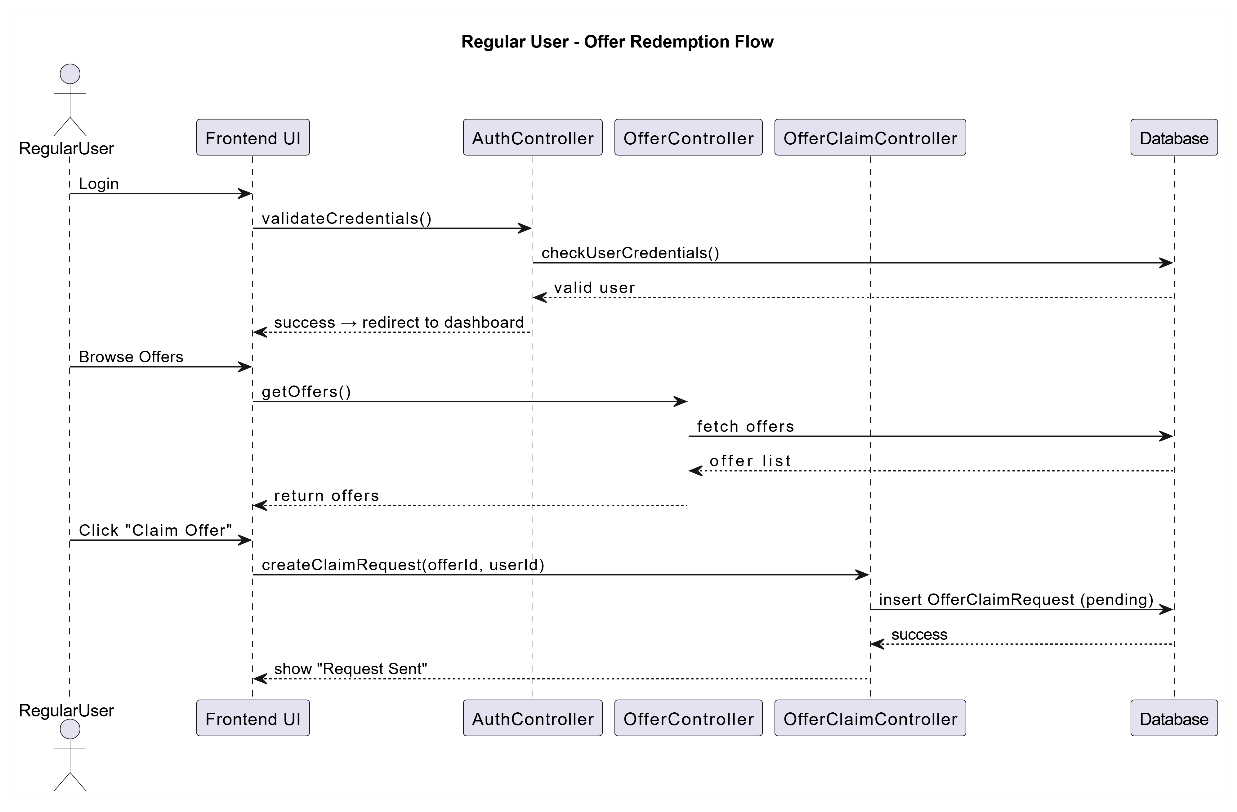 Regular User - Offer Redemption Flow
RegularUser
Frontend UI
AuthController
OfferController
OfferClaimController
Database
Login
validateCredentials()
checkUserCredentials()
valid user
success → redirect to dashboard
Browse Offers
getOffers()
fetch offers
offer list
return offers
Click "Claim Offer"
createClaimRequest(offerId, userId)
insert OfferClaimRequest (pending)
success
show "Request Sent"
RegularUser
Frontend UI
AuthController
OfferController
OfferClaimController
Database